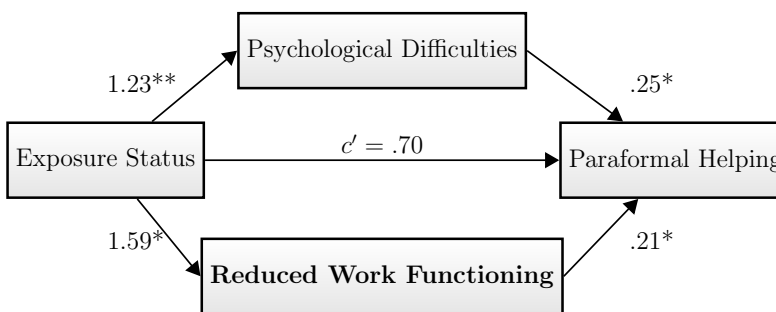 Psychological Difficulties
1.23**
.25*
Exposure Status
c′ = .70
Paraformal Helping
1.59*
.21*
Reduced Work Functioning